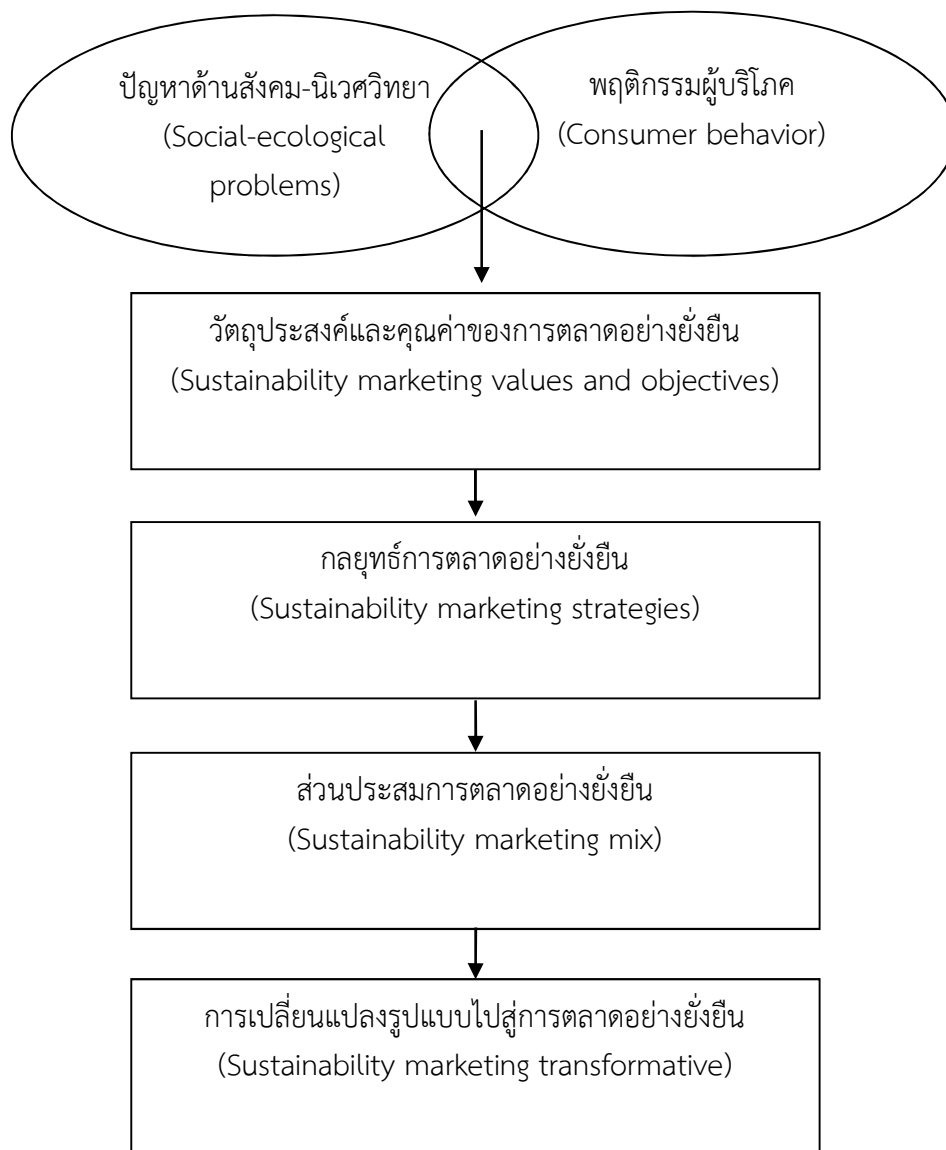 ปัญหาด้านสังคม-นิเวศวิทยา
(Social-ecological
problems)
พฤติกรรมผู้บริโภค
(Consumer behavior)
วัตถุประสงค์และคุณค่าของการตลาดอย่างยั่งยืน
(Sustainability marketing values and objectives)
กลยุทธ์การตลาดอย่างยั่งยืน
(Sustainability marketing strategies)
ส่วนประสมการตลาดอย่างยั่งยืน
(Sustainability marketing mix)
การเปลี่ยนแปลงรูปแบบไปสู่การตลาดอย่างยั่งยืน
(Sustainability marketing transformative)